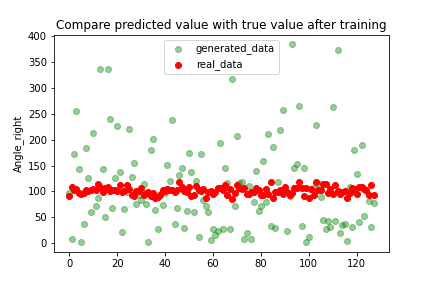 Compare predicted value with true value after training
generated_data
real_data
Angle_right
400
350
300
250
200
150
100
50
0
0 20 40 60 80 100 120